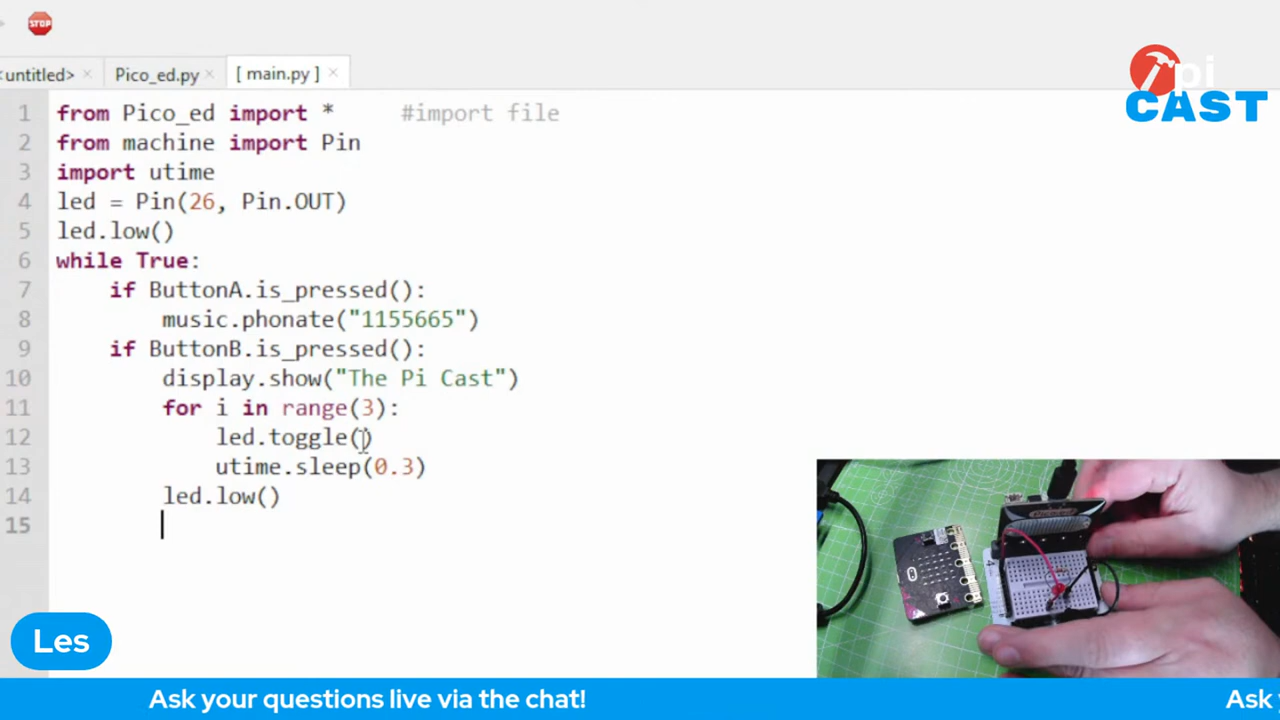 STOP
<untitled>
Pico_ed.py
[ main.py ]
pi
CAST
1 from Pico_ed import * #import file
2 from machine import Pin
3 import utime
4 led = Pin(26, Pin.OUT)
5 led.low()
6 while True:
7 if ButtonA.is_pressed():
8 music.phonate("1155665")
9 if ButtonB.is_pressed():
10 display.show("The Pi Cast")
11 for i in range(3):
12 led.toggle()
13 utime.sleep(0.3)
14 led.low()
15
Les
Ask your questions live via the chat!
Ask y